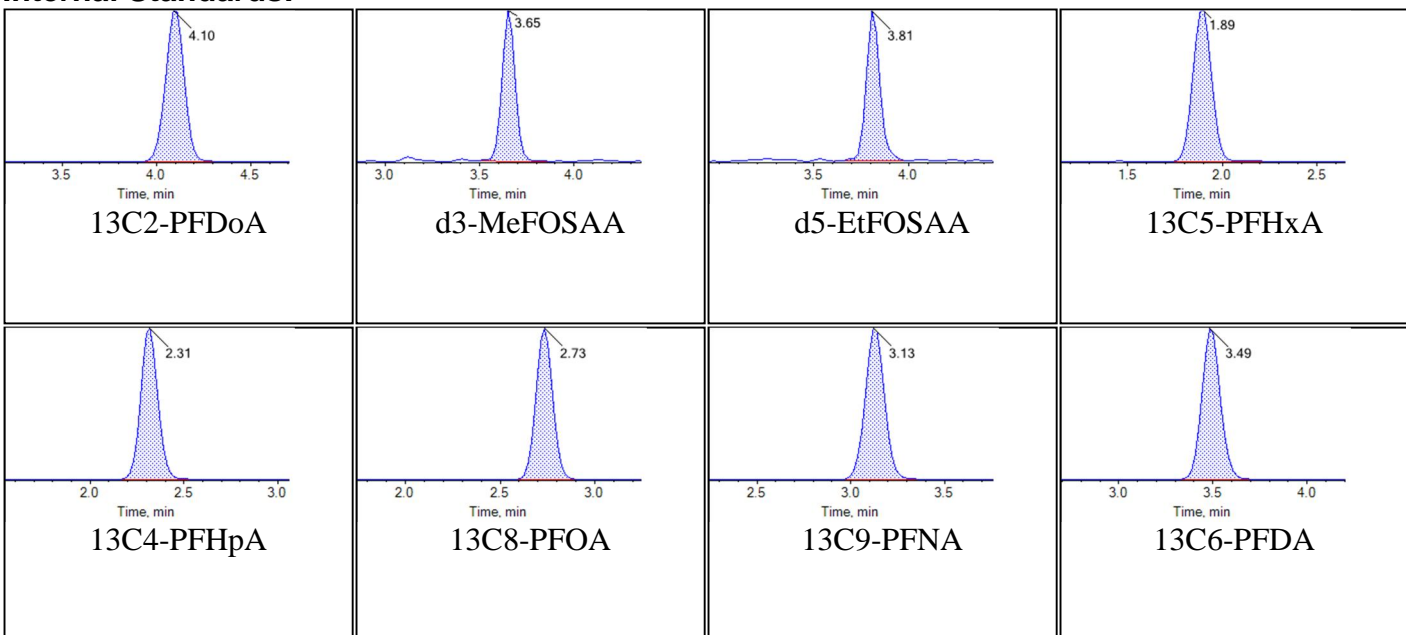 4.10
3.5 4.0 4.5
Time, min
13C2-PFDoA
3.65
3.0 3.5 4.0
Time, min
d3-MeFOSAA
3.81
3.5 4.0
Time, min
d5-EtFOSAA
1.89
1.5 2.0 2.5
Time, min
13C5-PFHxA
2.31
2.0 2.5 3.0
Time, min
13C4-PFHpA
2.73
2.0 2.5 3.0
Time, min
13C8-PFOA
3.13
2.5 3.0 3.5
Time, min
13C9-PFNA
3.49
3.0 3.5 4.0
Time, min
13C6-PFDA